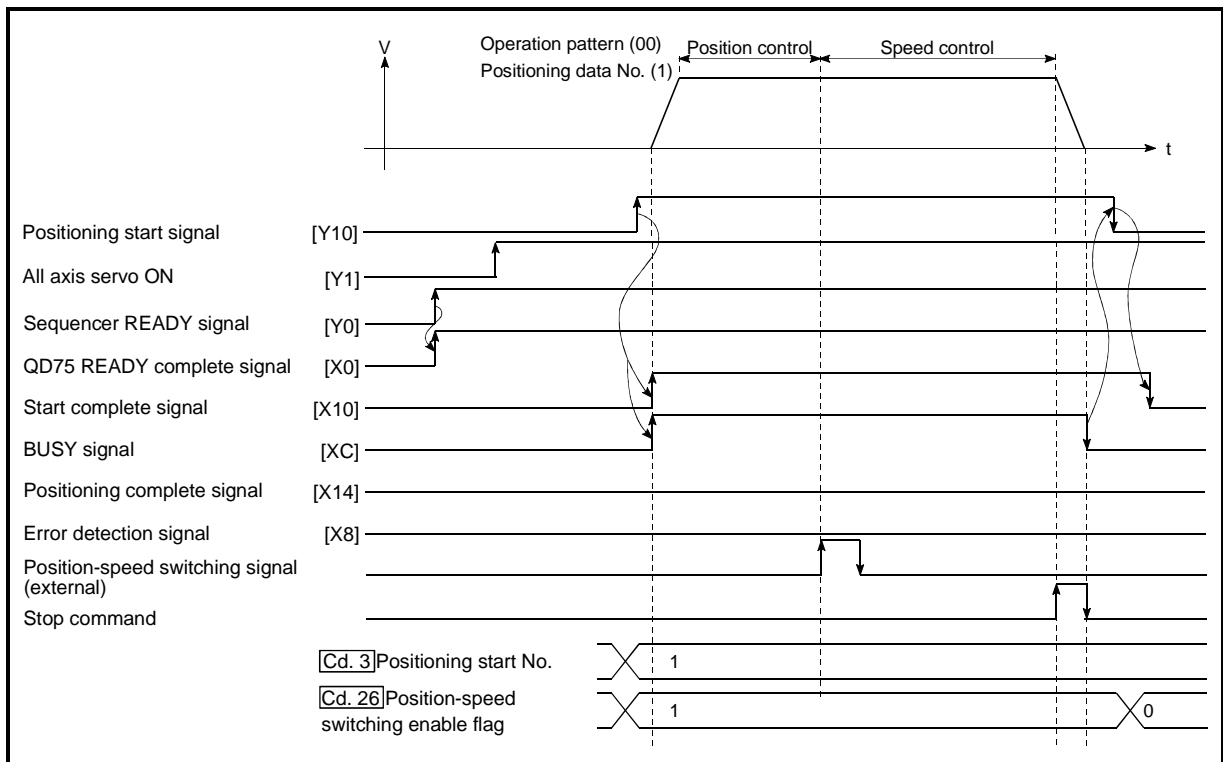 V
Operation pattern (00)
Position control
Speed control
Positioning data No. (1)
t
Positioning start signal [Y10]
All axis servo ON [Y1]
Sequencer READY signal [Y0]
QD75 READY complete signal [X0]
Start complete signal [X10]
BUSY signal [XC]
Positioning complete signal [X14]
Error detection signal [X8]
Position-speed switching signal
(external)
Stop command
Cd. 3 Positioning start No. 1
Cd. 26 Position-speed
switching enable flag 1 0